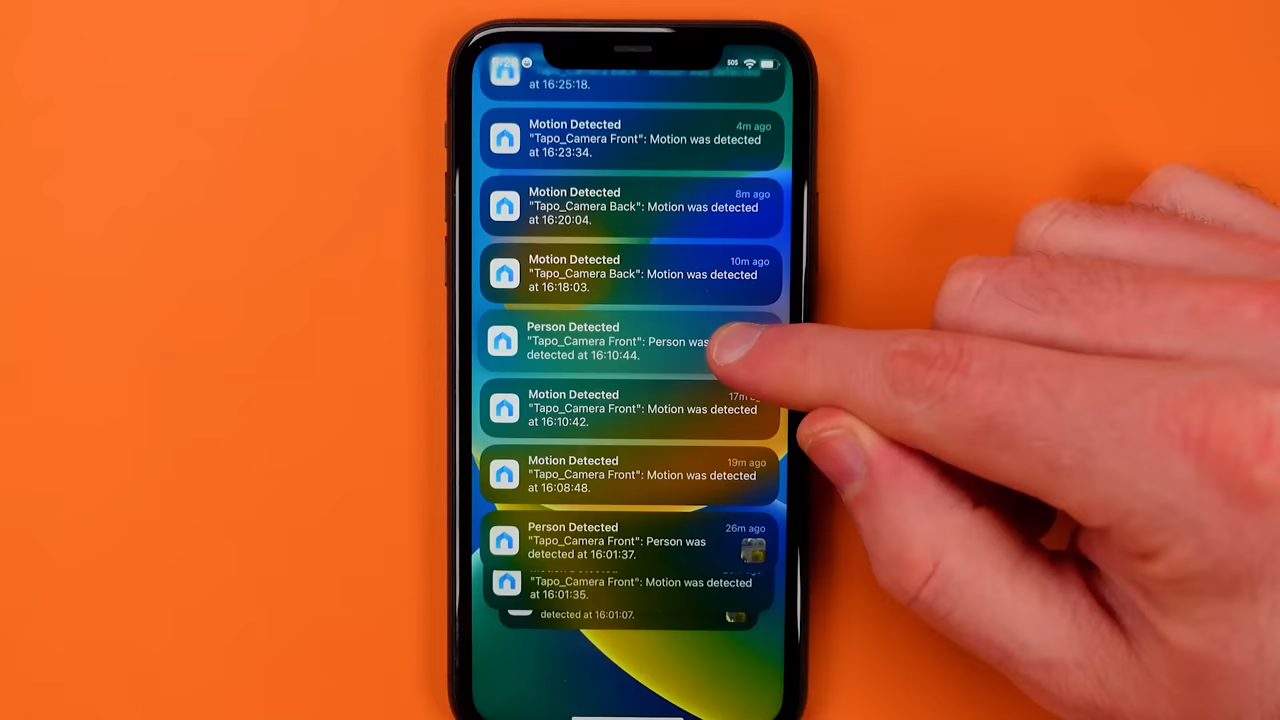 SOS
at 16:25:18.
Motion Detected
4m ago
"Tapo_Camera Front": Motion was detected
at 16:23:34.
Motion Detected
8m ago
"Tapo_Camera Back": Motion was detected
at 16:20:04.
Motion Detected
10m ago
"Tapo_Camera Back": Motion was detected
at 16:18:03.
Person Detected
"Tapo_Camera Front": Person was
detected at 16:10:44.
Motion Detected
17m
"Tapo_Camera Front": Motion was detected
at 16:10:42.
Motion Detected
19m ago
"Tapo_Camera Front": Motion was detected
at 16:08:48.
Person Detected
26m ago
"Tapo_Camera Front": Person was
detected at 16:01:37.
"Tapo_Camera Front": Motion was detected
at 16:01:35.
detected at 16:01:07.